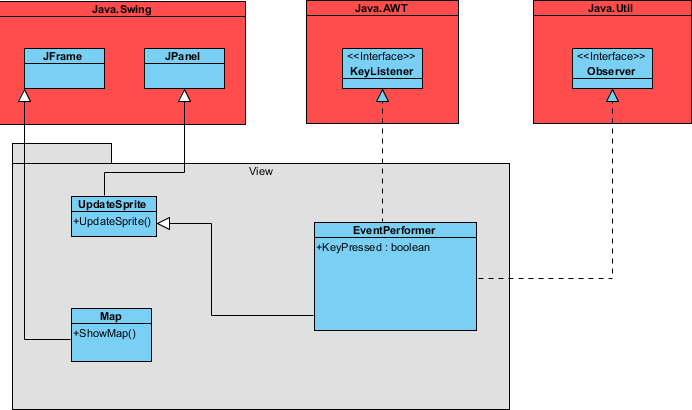 Java.Swing
Java.AWT
Java.Util
JFrame
JPanel
<<Interface>>
KeyListener
<<Interface>>
Observer
View
UpdateSprite
+UpdateSprite()
EventPerformer
+KeyPressed : boolean
Map
+ShowMap()